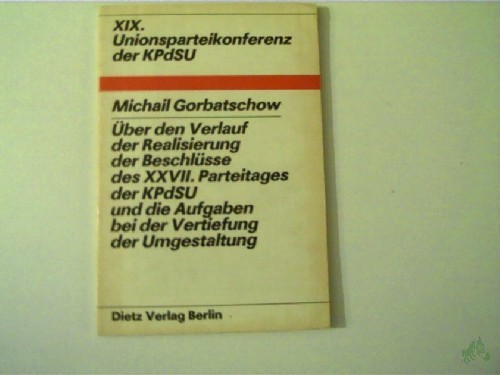 XIX.
Unionsparteikonferenz
der KPdSU
Michail Gorbatschow
Über den Verlauf
der Realisierung
der Beschlüsse
des XXVII. Parteitages
der KPdSU
und die Aufgaben
bei der Vertiefung
der Umgestaltung
Dietz Verlag Berlin